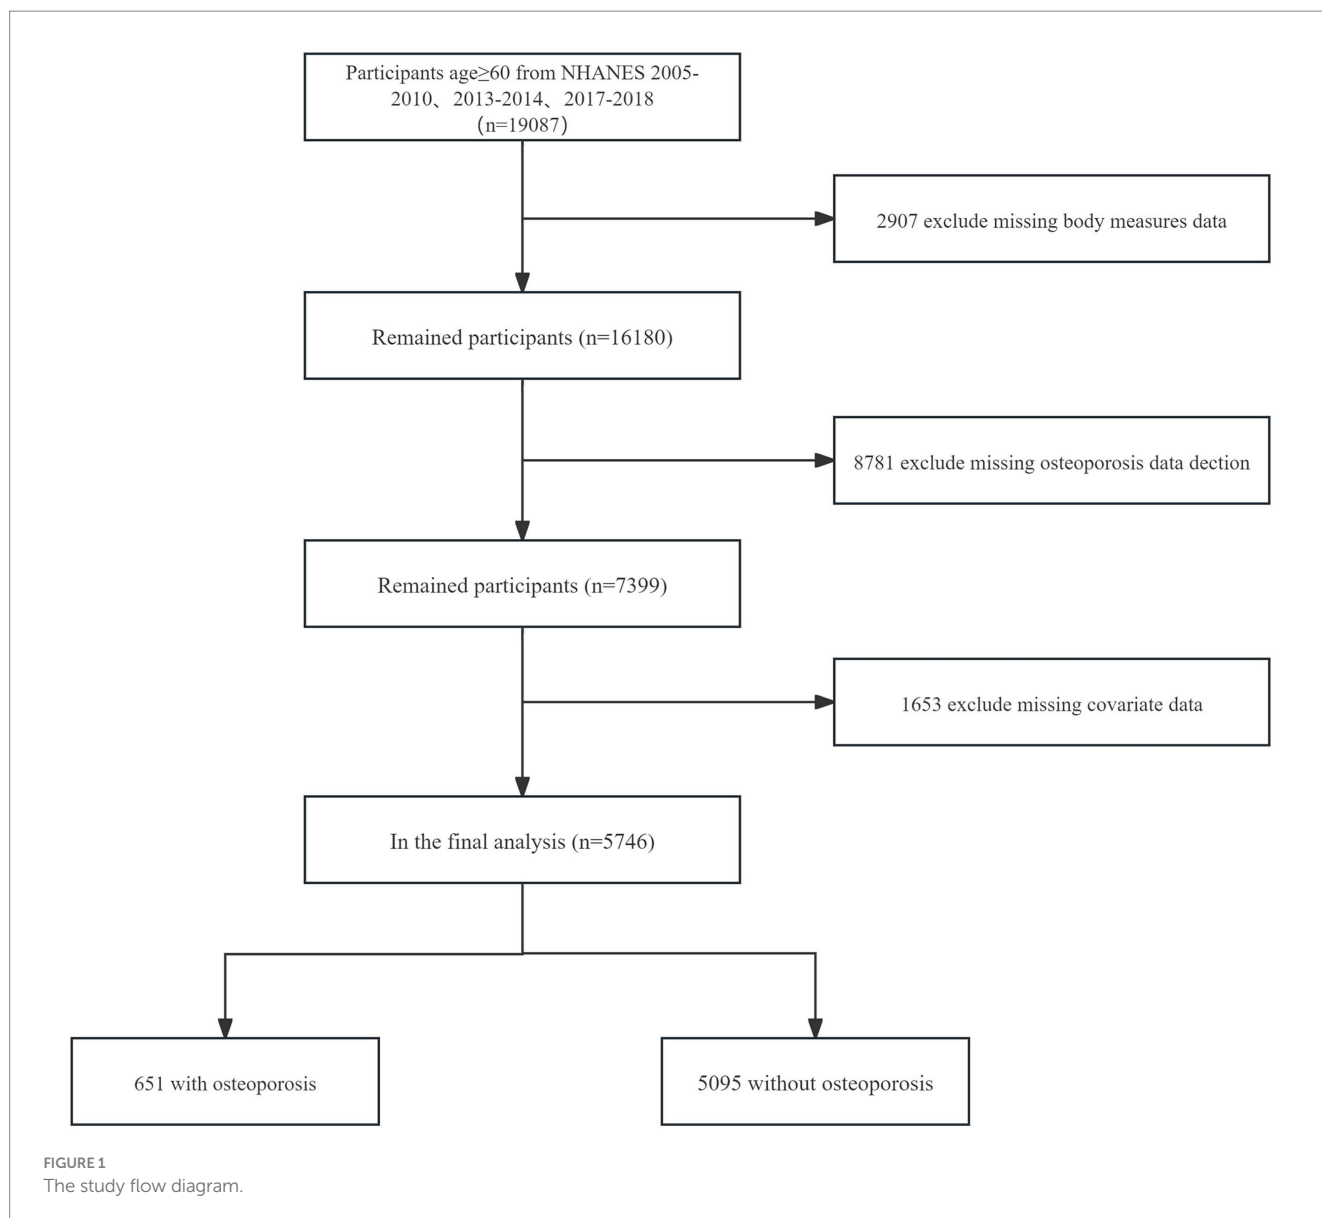 Participants age≥60 from NHANES 2005-
2010、2013-2014、2017-2018
(n=19087)
2907 exclude missing body measures data
Remained participants (n=16180)
8781 exclude missing osteoporosis data dection
Remained participants (n=7399)
1653 exclude missing covariate data
In the final analysis (n=5746)
651 with osteoporosis
5095 without osteoporosis
FIGURE 1
The study flow diagram.